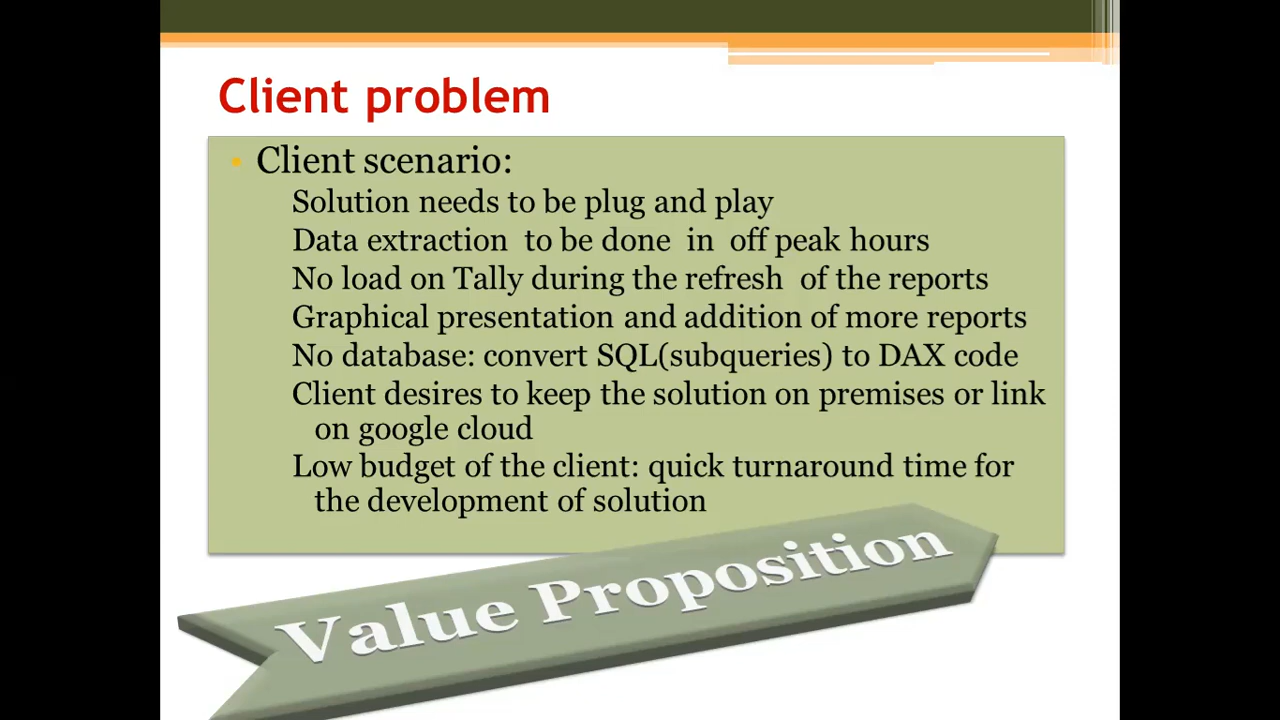 Client problem
• Client scenario:
Solution needs to be plug and play
Data extraction  to be done  in  off peak hours
No load on Tally during the refresh  of the reports
Graphical presentation and addition of more reports
No database: convert SQL(subqueries) to DAX code
Client desires to keep the solution on premises or link
on google cloud
Low budget of the client: quick turnaround time for
the development of solution
Value Proposition